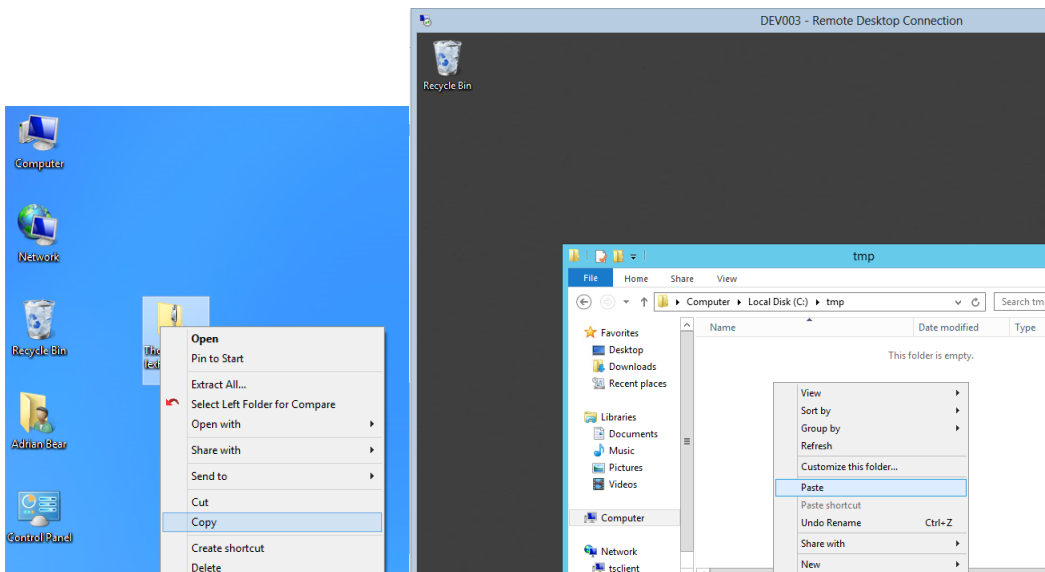 DEV003 - Remote Desktop Connection
Recycle Bin
Computer
Network
Recycle Bin
Adrian Bear
Control Panel
Open
Pin to Start
Extract All...
Select Left Folder for Compare
Open with
Share with
Send to
Cut
Copy
Create shortcut
Delete
tmp
File Home Share View
Computer Local Disk (C:) tmp
Search tm
Favorites
Desktop
Downloads
Recent places
Libraries
Documents
Music
Pictures
Videos
Computer
Network
tsclient
Name Date modified Type
This folder is empty.
View
Sort by
Group by
Refresh
Customize this folder...
Paste
Paste shortcut
Undo Rename Ctrl+Z
Share with
New